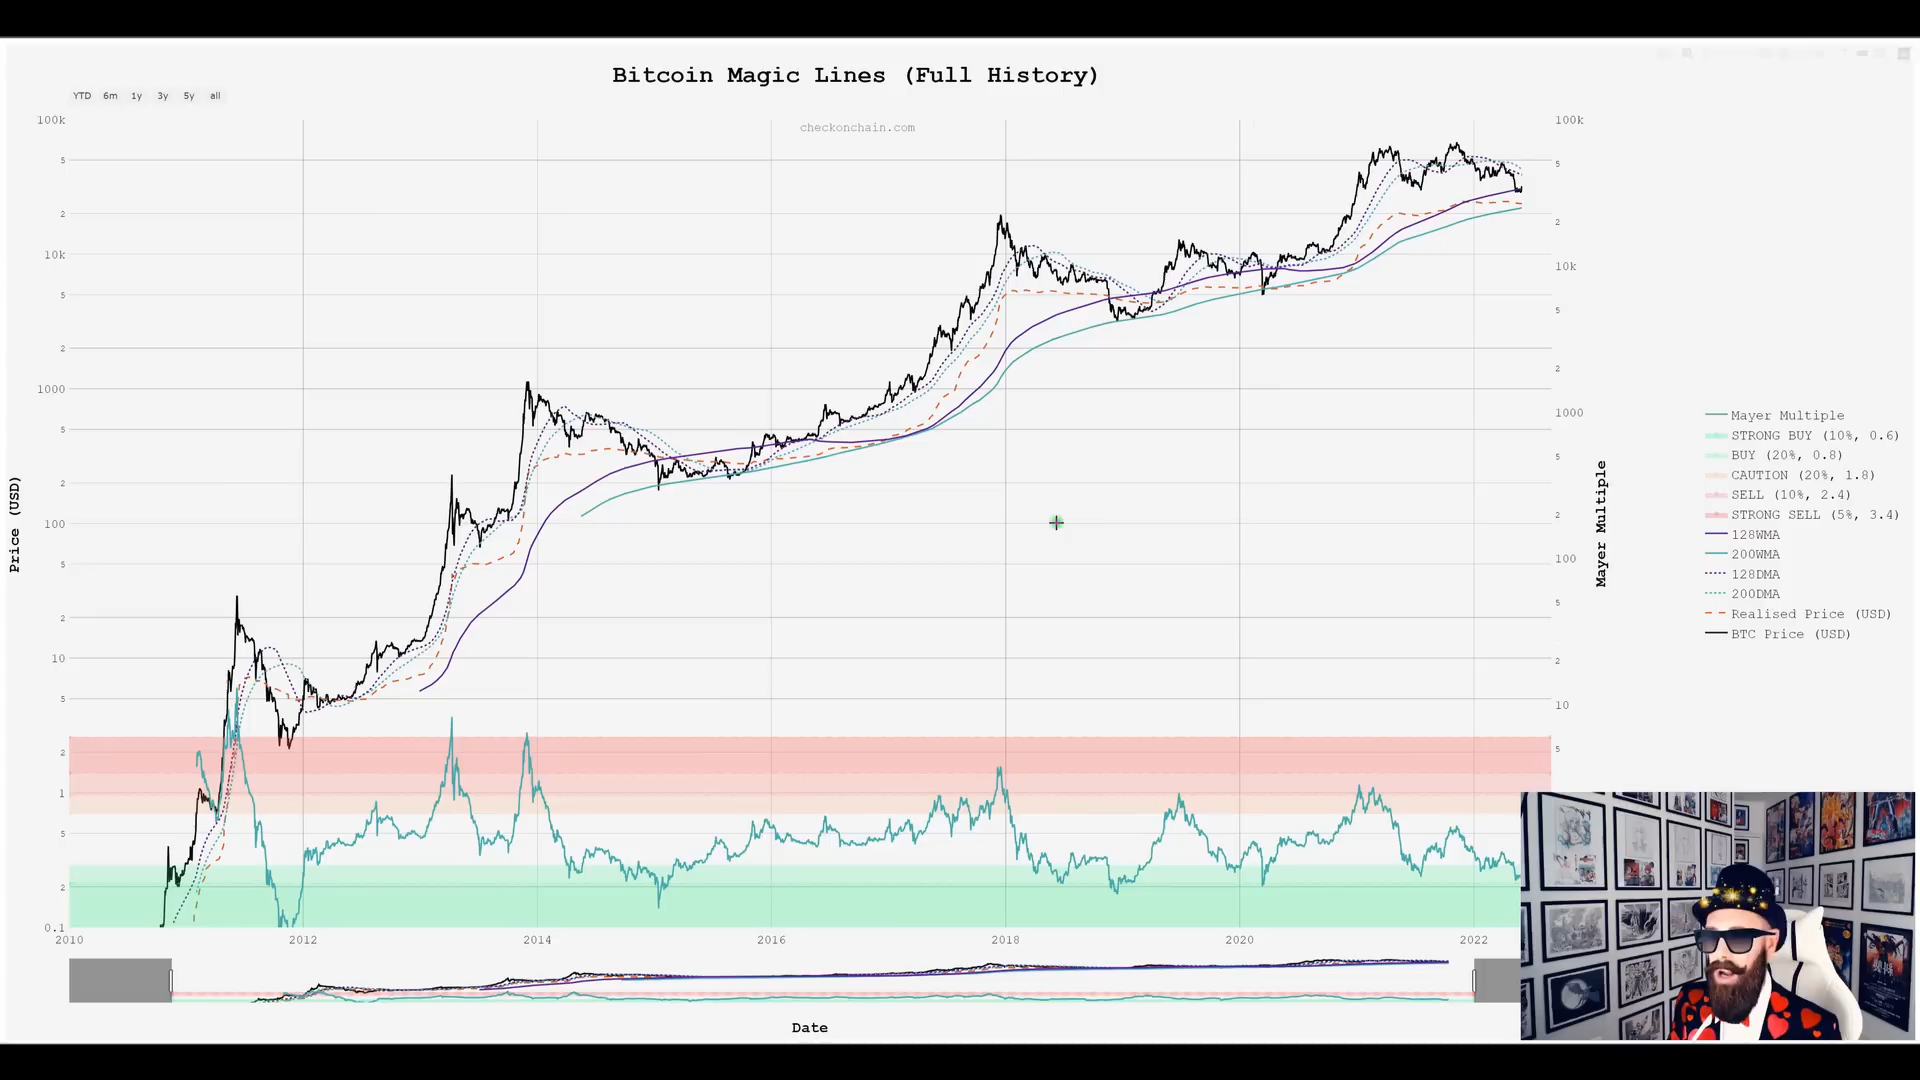 Bitcoin Magic Lines (Full History)
YTD 6m 1y 3y 5y all
checkonchain.com
100k
5
2
10k
5
2
1000
5
2
100
5
2
10
5
2
1
5
2
0.1
Price (USD)
100k
5
2
10k
5
2
1000
5
2
100
5
2
10
5
Mayer Multiple
Mayer Multiple
STRONG BUY (10%, 0.6)
BUY (20%, 0.8)
CAUTION (20%, 1.8)
SELL (10%, 2.4)
STRONG SELL (5%, 3.4)
128WMA
200WMA
128DMA
200DMA
Realised Price (USD)
BTC Price (USD)
2010 2012 2014 2016 2018 2020 2022
Date